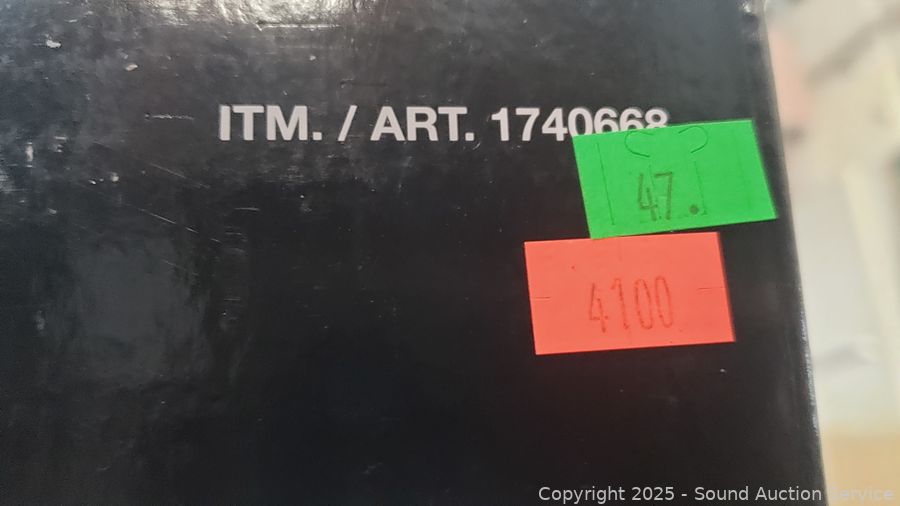 ITM. / ART. 1740668
47.
4100
Copyright 2025 - Sound Auction Service